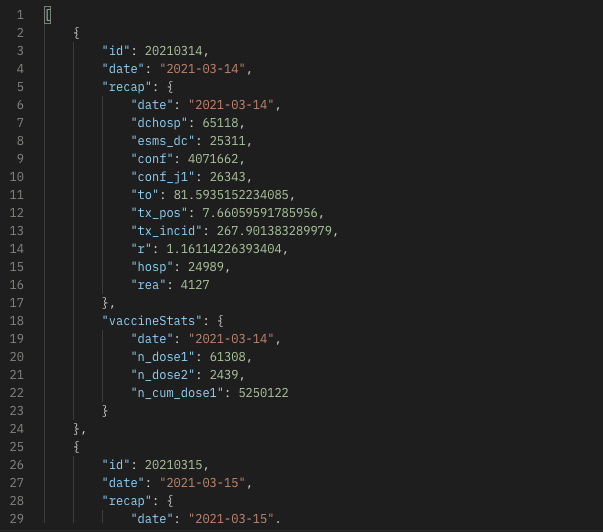 1 [
2 {
3 "id": 20210314,
4 "date": "2021-03-14",
5 "recap": {
6 "date": "2021-03-14",
7 "dchosp": 65118,
8 "esms_dc": 25311,
9 "conf": 4071662,
10 "conf_j1": 26343,
11 "to": 81.5935152234085,
12 "tx_pos": 7.66059591785956,
13 "tx_incid": 267.901383289979,
14 "r": 1.16114226393404,
15 "hosp": 24989,
16 "rea": 4127
17 },
18 "vaccineStats": {
19 "date": "2021-03-14",
20 "n_dose1": 61308,
21 "n_dose2": 2439,
22 "n_cum_dose1": 5250122
23 }
24 },
25 {
26 "id": 20210315,
27 "date": "2021-03-15",
28 "recap": {
29 "date": "2021-03-15".